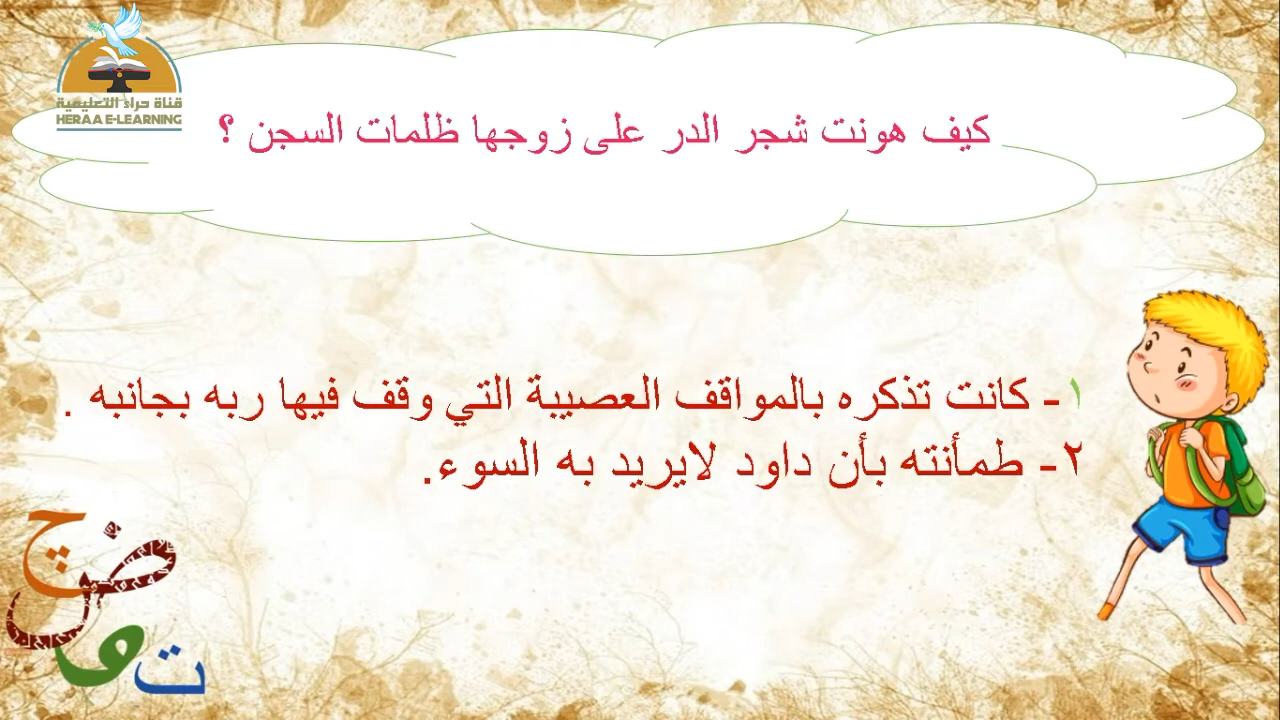 قناة حراء التعليمية
HERAA E-LEARNING
كيف هونت شجر الدر على زوجها ظلمات السجن ؟
١- كانت تذكره بالمواقف العصيبة التي وقف فيها ربه بجانبه .
٢- طمأنته بأن داود لايريد به السوء.
ج
ض
و
ت